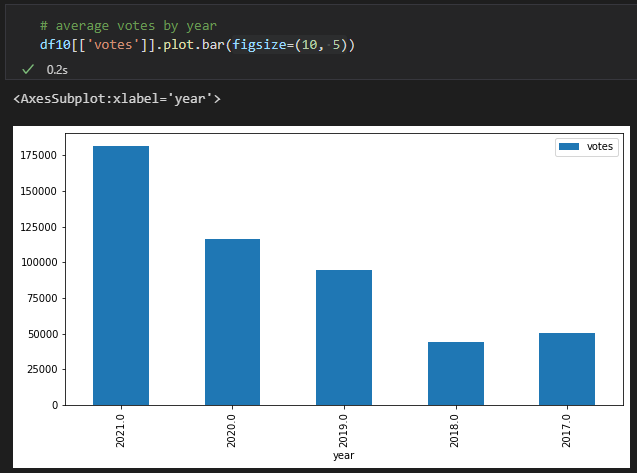 # average votes by year
df10[['votes']].plot.bar(figsize=(10, 5))
0.2s
<AxesSubplot:xlabel='year'>
votes
175000
150000
125000
100000
75000
50000
25000
0
2021.0 2020.0 2019.0 2018.0 2017.0
year